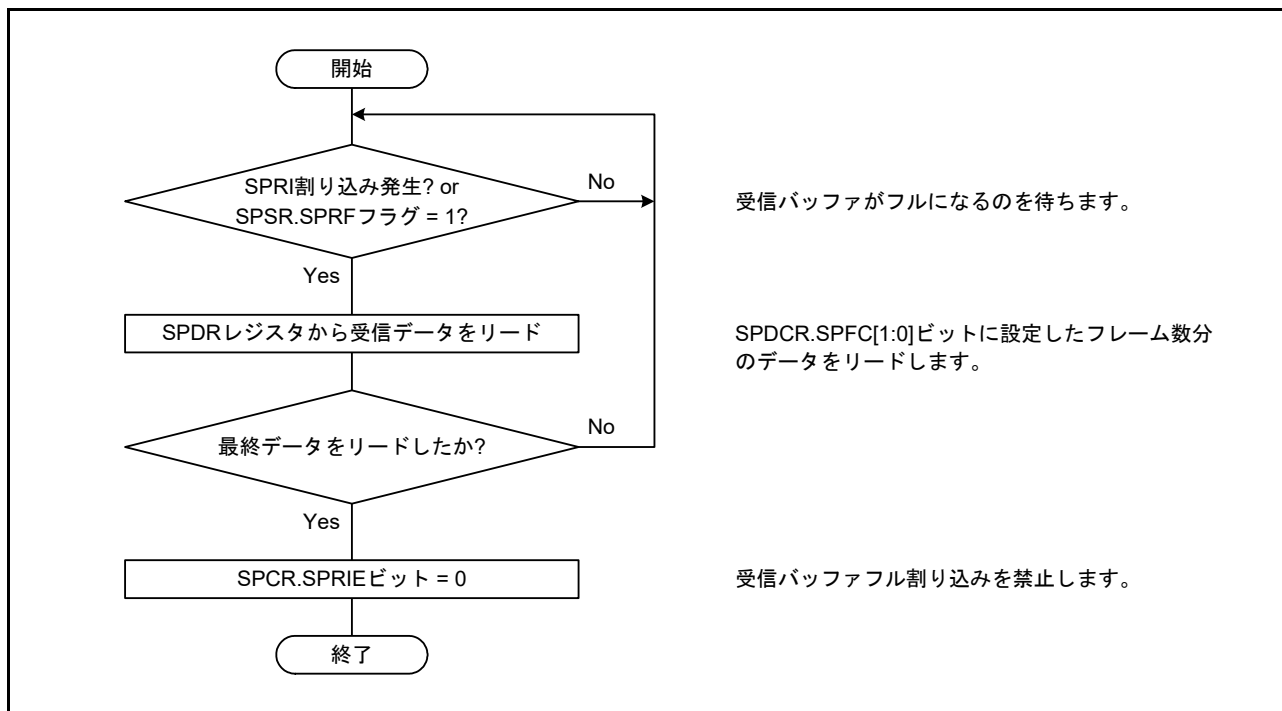 開始
SPRI割り込み発生? or
SPSR.SPRFフラグ = 1?
No
受信バッファがフルになるのを待ちます。
Yes
SPDRレジスタから受信データをリード
SPDCR.SPFC[1:0]ビットに設定したフレーム数分
のデータをリードします。
最終データをリードしたか?
No
Yes
SPCR.SPRIEビット = 0
受信バッファフル割り込みを禁止します。
終了